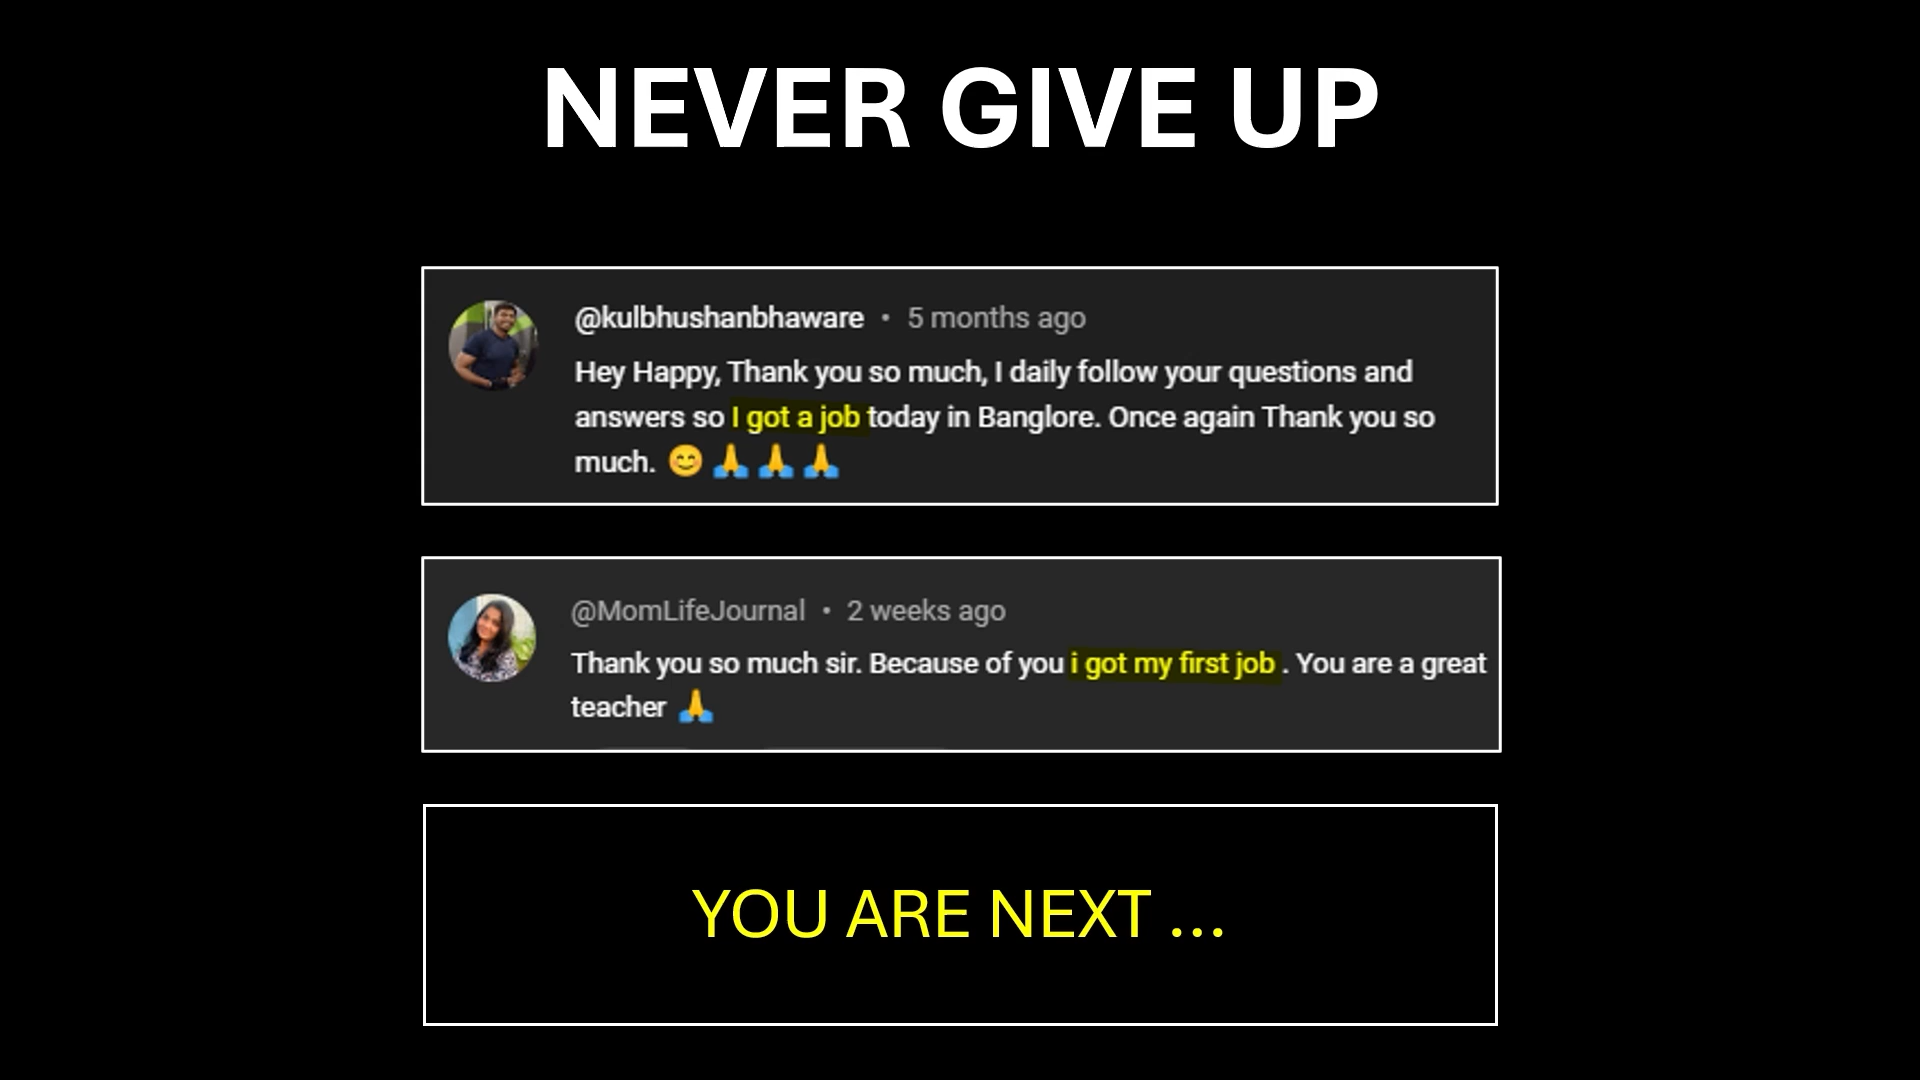 NEVER GIVE UP
@kulbhushanbhaware • 5 months ago
Hey Happy, Thank you so much, I daily follow your questions and
answers so I got a job today in Banglore. Once again Thank you so
much. 😊🙏🙏🙏
@MomLifeJournal • 2 weeks ago
Thank you so much sir. Because of you i got my first job . You are a great
teacher 🙏
YOU ARE NEXT ...